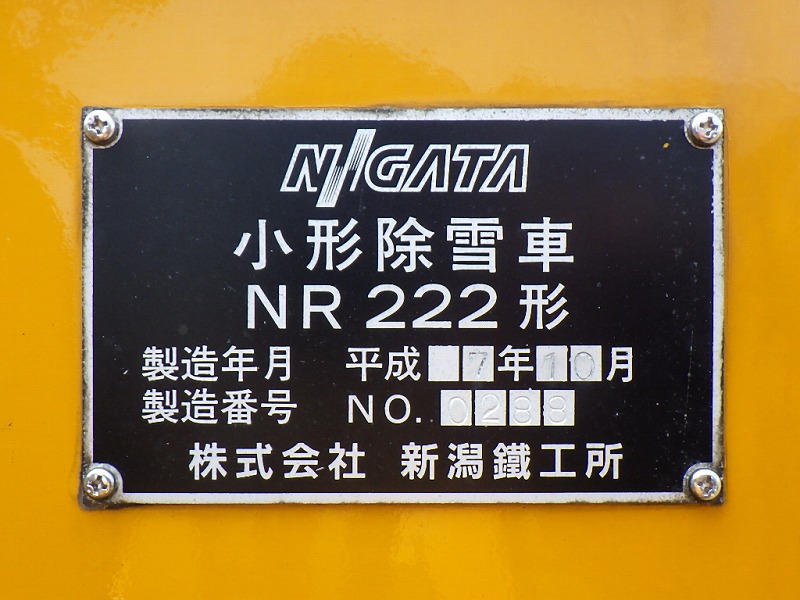 NIIGATA
小形除雪車
NR 222 形
製造年月 平成 7年10月
製造番号 NO. 0288
株式会社 新潟鐵工所